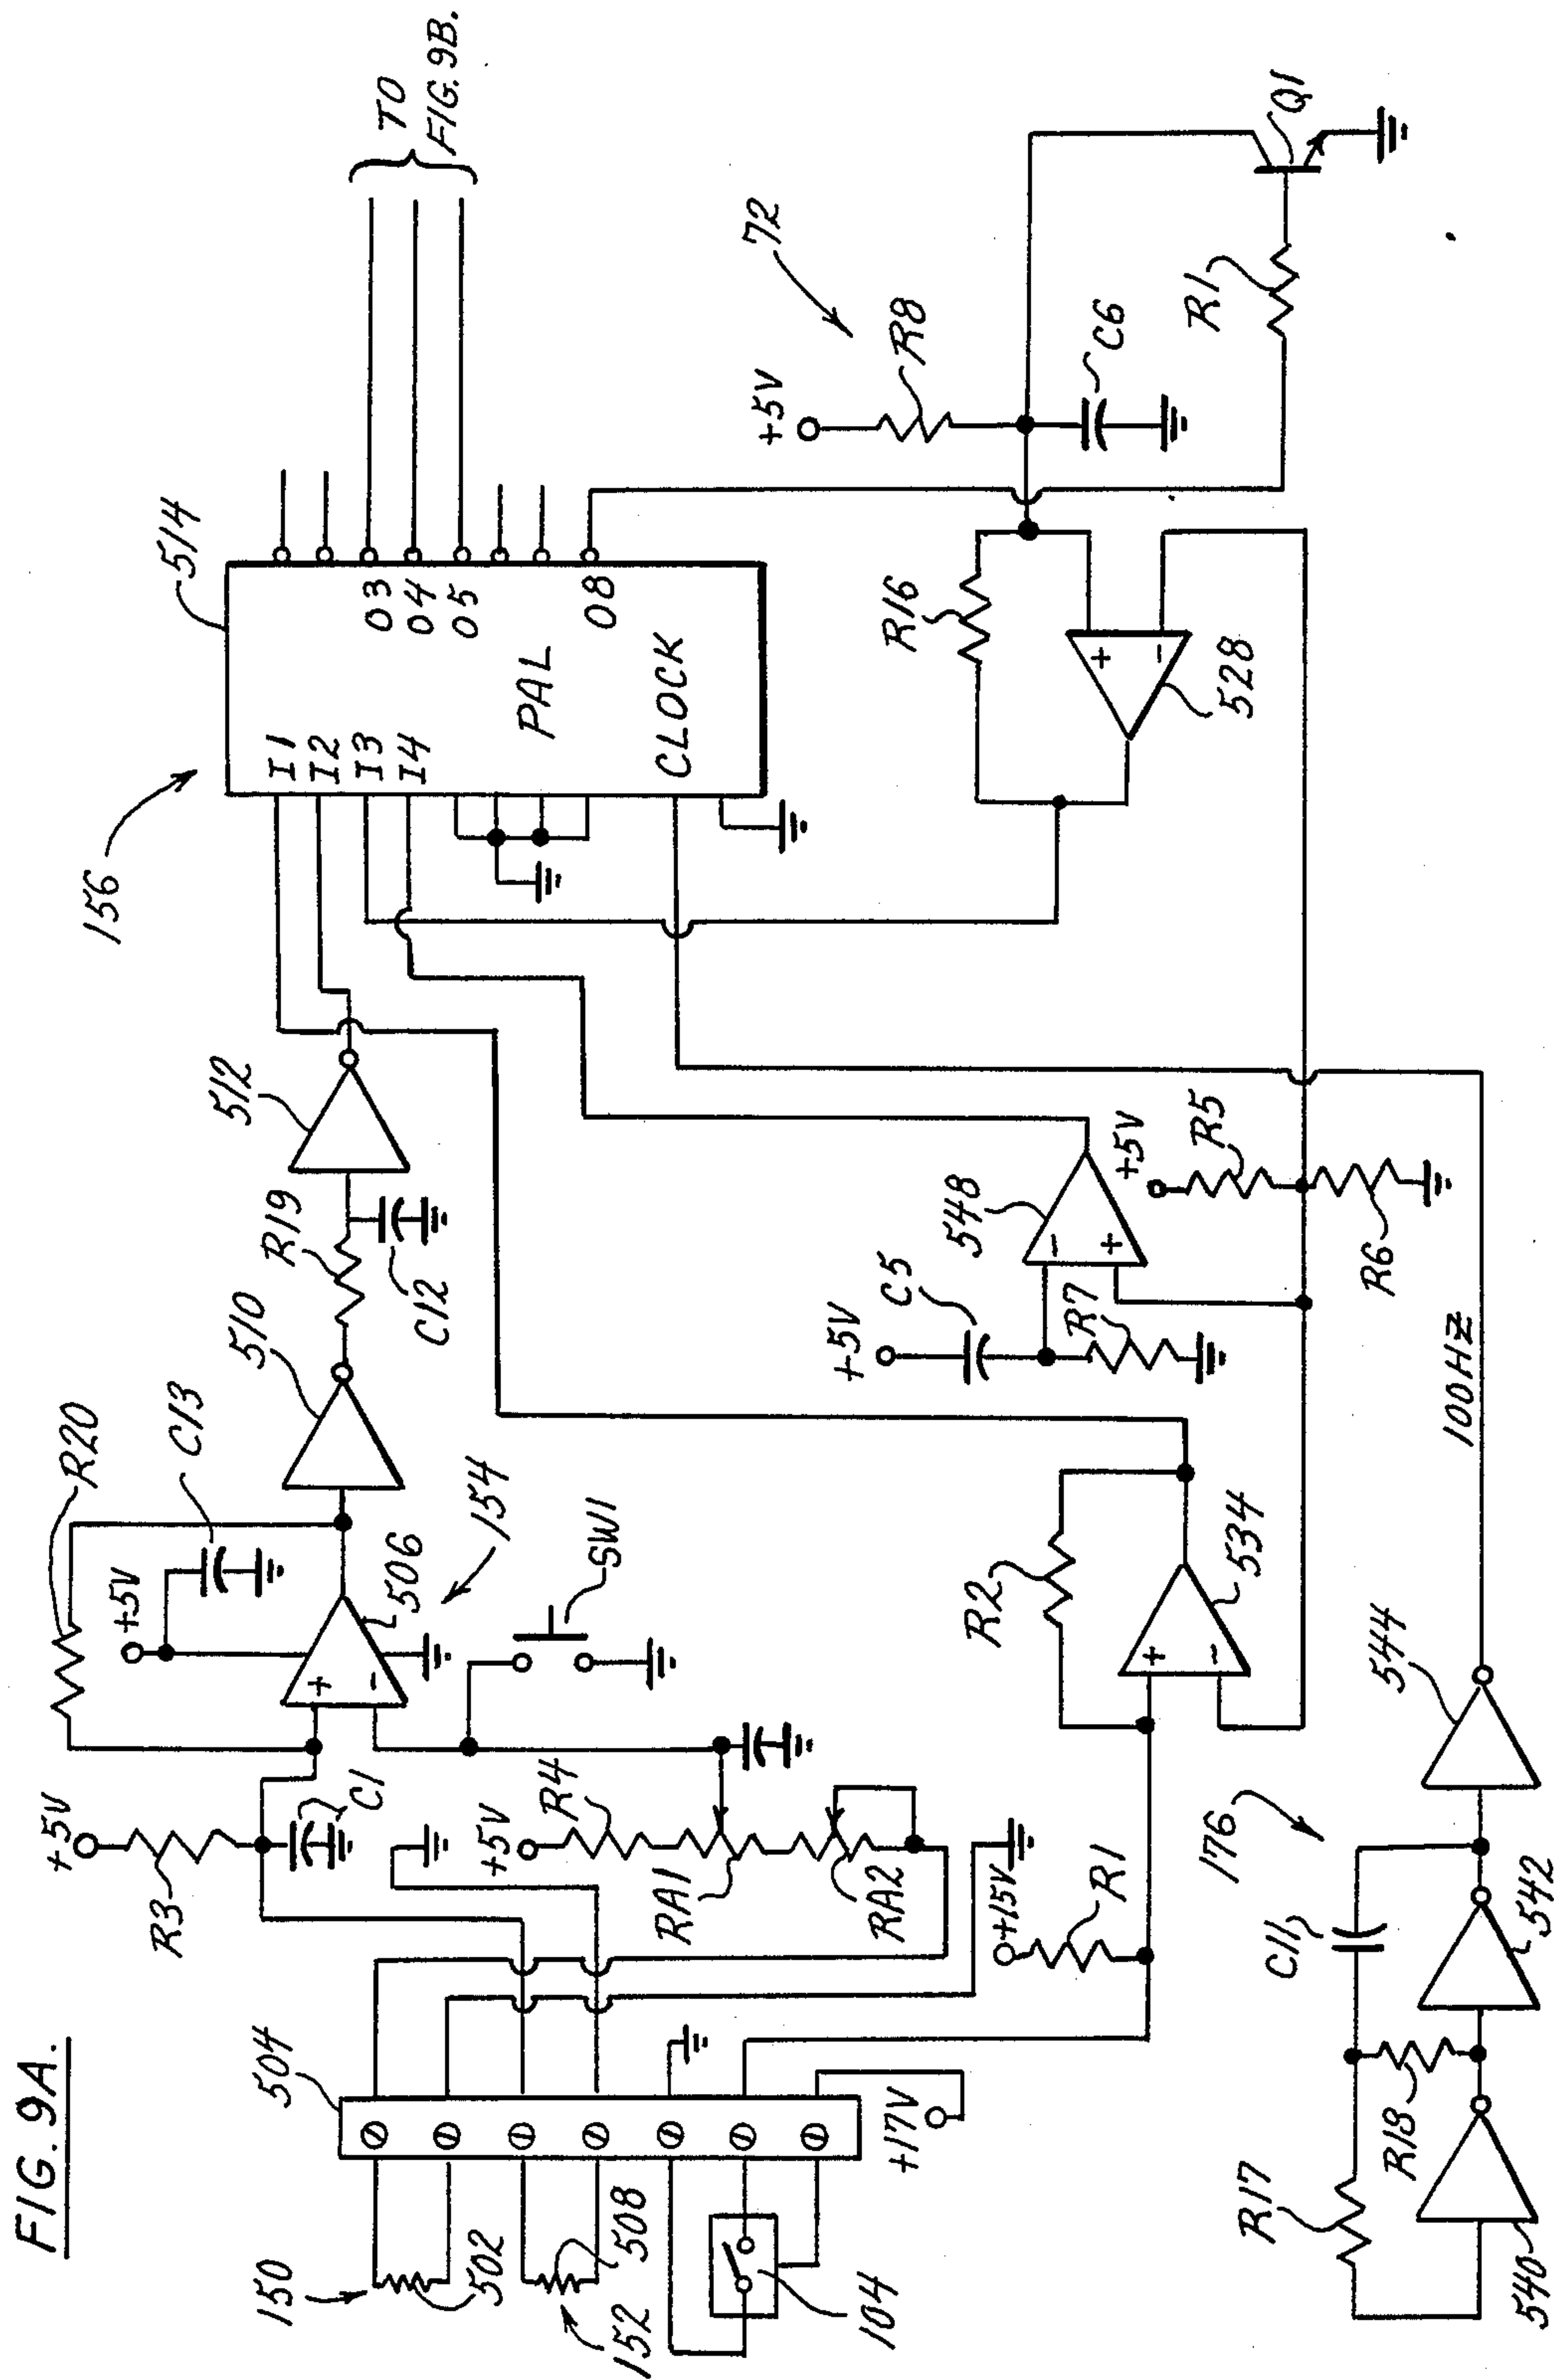 FIG. 9A.
150
502
152
508
104
504
+17V
+5V
R3
C1
+5V
R4
RA1
RA2
+15V
R1
R20
+5V
C13
506
154
SW1
510
R19
C12
512
R2
534
+5V
C5
R7
548
+5V
R5
R6
156
514
I1
I2
I3
I4
PAL
CLOCK
O3
O4
O5
O8
TO
FIG. 9B.
R16
528
72
+5V
R8
C6
R1
Q1
176
R17
R18
C11
540
542
544
100HZ
+
-
+
-
-
+
+
-